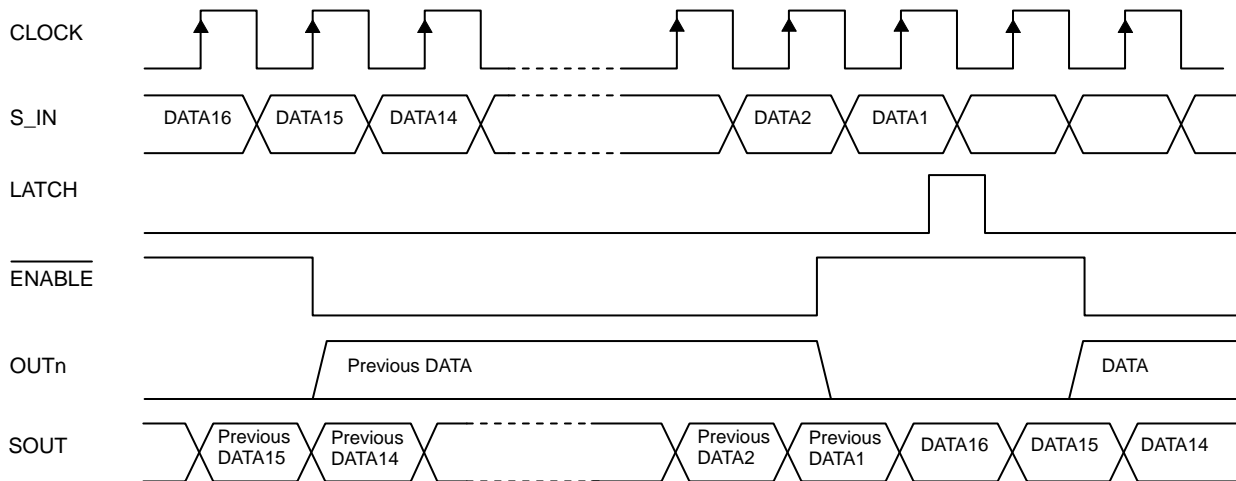 CLOCK
S_IN
DATA16
DATA15
DATA14
DATA2
DATA1
LATCH
ENABLE
OUTn
Previous DATA
DATA
SOUT
Previous
DATA15
Previous
DATA14
Previous
DATA2
Previous
DATA1
DATA16
DATA15
DATA14